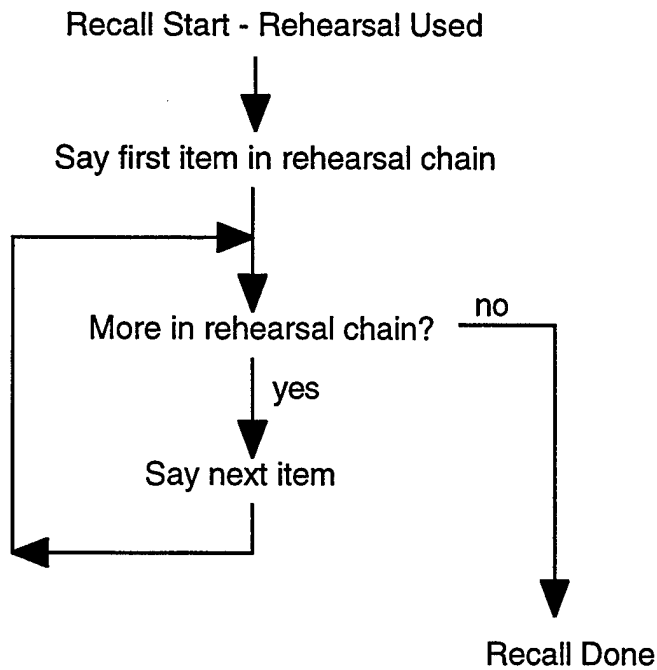 Recall Start - Rehearsal Used
Say first item in rehearsal chain
More in rehearsal chain?
no
yes
Say next item
Recall Done